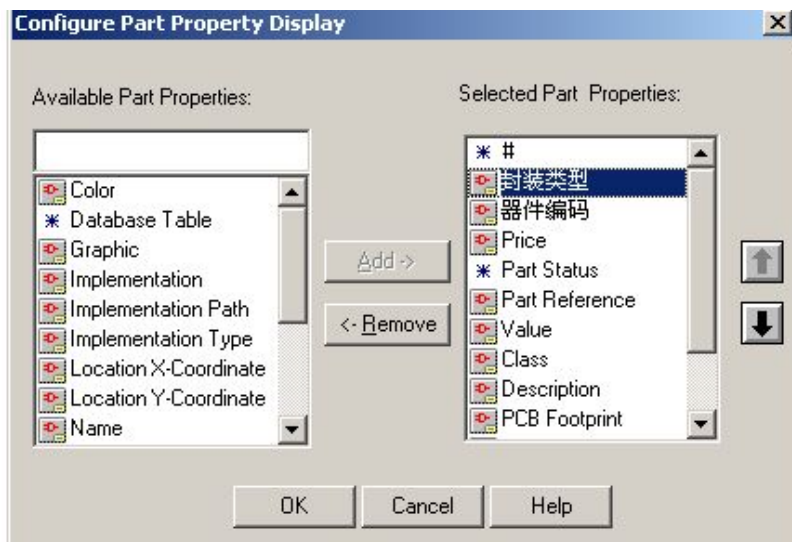 Configure Part Property Display
Available Part Properties:
Color
Database Table
Graphic
Implementation
Implementation Path
Implementation Type
Location X-Coordinate
Location Y-Coordinate
Name
Add ->
<- Remove
Selected Part Properties:
#
封装类型
器件编码
Price
Part Status
Part Reference
Value
Class
Description
PCB Footprint
OK
Cancel
Help